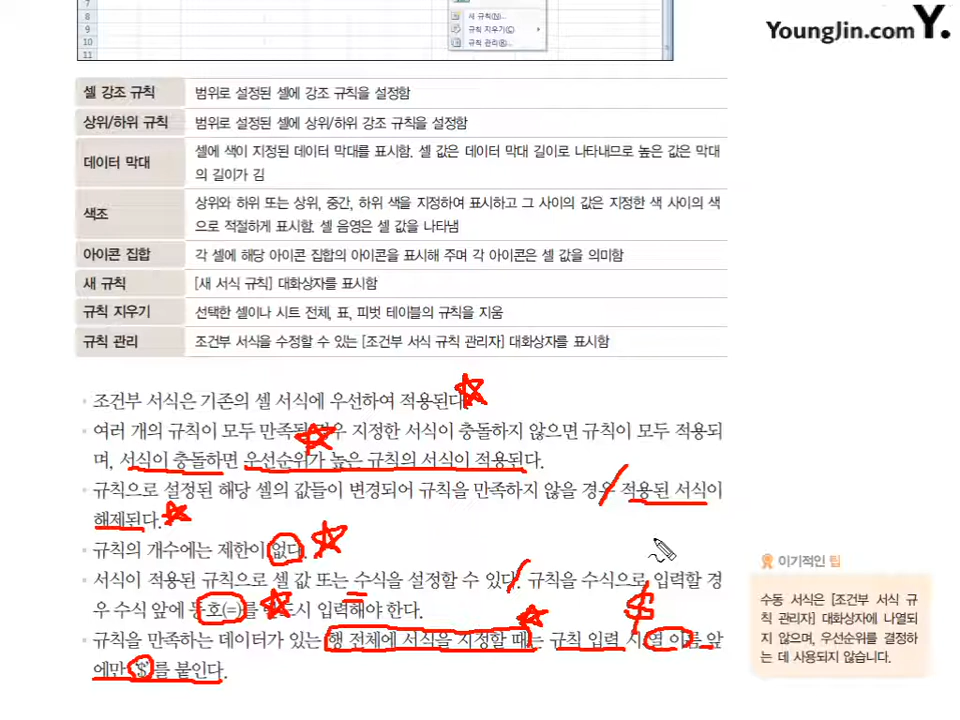 7
8
9
10
11
새 규칙(N)...
규칙 지우기(C)
규칙 관리(R)...
YoungJin.com Y.
셀 강조 규칙 범위로 설정된 셀에 강조 규칙을 설정함
상위/하위 규칙 범위로 설정된 셀에 상위/하위 강조 규칙을 설정함
데이터 막대 셀에 색이 지정된 데이터 막대를 표시함. 셀 값은 데이터 막대 길이로 나타내므로 높은 값은 막대
의 길이가 김
색조 상위와 하위 또는 상위, 중간, 하위 색을 지정하여 표시하고 그 사이의 값은 지정한 색 사이의 색
으로 적절하게 표시함. 셀 음영은 셀 값을 나타냄
아이콘 집합 각 셀에 해당 아이콘 집합의 아이콘을 표시해 주며 각 아이콘은 셀 값을 의미함
새 규칙 [새 서식 규칙] 대화상자를 표시함
규칙 지우기 선택한 셀이나 시트 전체, 표, 피벗 테이블의 규칙을 지움
규칙 관리 조건부 서식을 수정할 수 있는 [조건부 서식 규칙 관리자] 대화상자를 표시함
• 조건부 서식은 기존의 셀 서식에 우선하여 적용된다
• 여러 개의 규칙이 모두 만족될 경우 지정한 서식이 충돌하지 않으면 규칙이 모두 적용되
며, 서식이 충돌하면 우선순위가 높은 규칙의 서식이 적용된다.
• 규칙으로 설정된 해당 셀의 값들이 변경되어 규칙을 만족하지 않을 경우 적용된 서식이
해제된다.
• 규칙의 개수에는 제한이 없다.
• 서식이 적용된 규칙으로 셀 값 또는 수식을 설정할 수 있다. 규칙을 수식으로 입력할 경
우 수식 앞에 등호(=)를 반드시 입력해야 한다.
=
$
• 규칙을 만족하는 데이터가 있는 행 전체에 서식을 지정할 때는 규칙 입력 시 열 이름 앞
에만 '$'를 붙인다.
이기적인 팁
수동 서식은 [조건부 서식 규
칙 관리자] 대화상자에 나열되
지 않으며, 우선순위를 결정하
는 데 사용되지 않습니다.